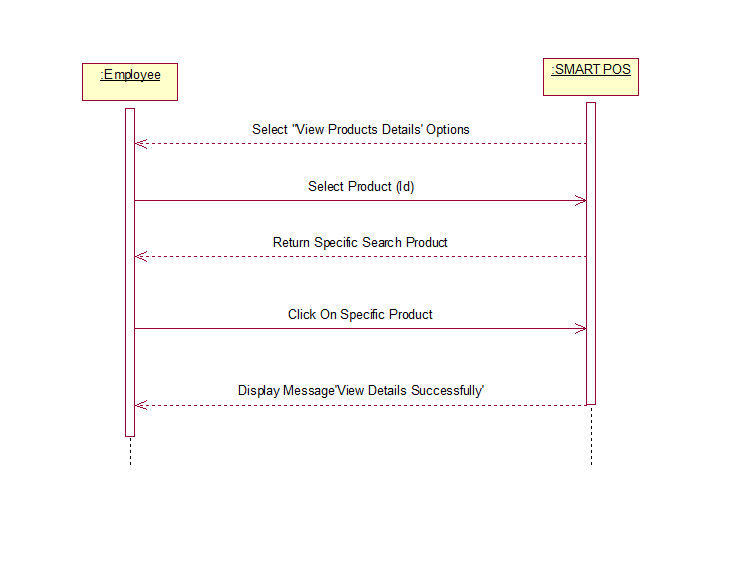 :Employee
:SMART POS
Select "View Products Details' Options
Select Product (Id)
Return Specific Search Product
Click On Specific Product
Display Message'View Details Successfully'